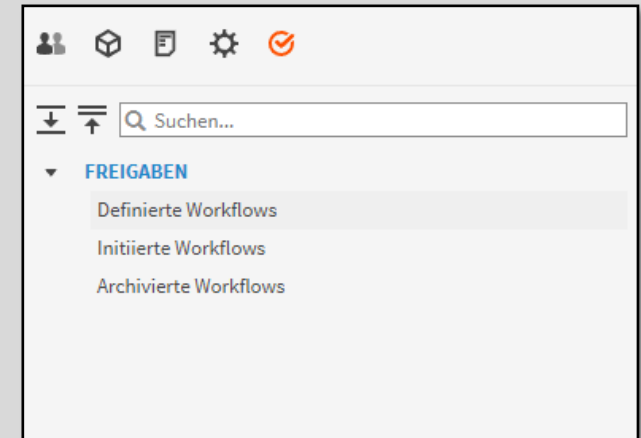 Suchen...
FREIGABEN
Definierte Workflows
Initiierte Workflows
Archivierte Workflows